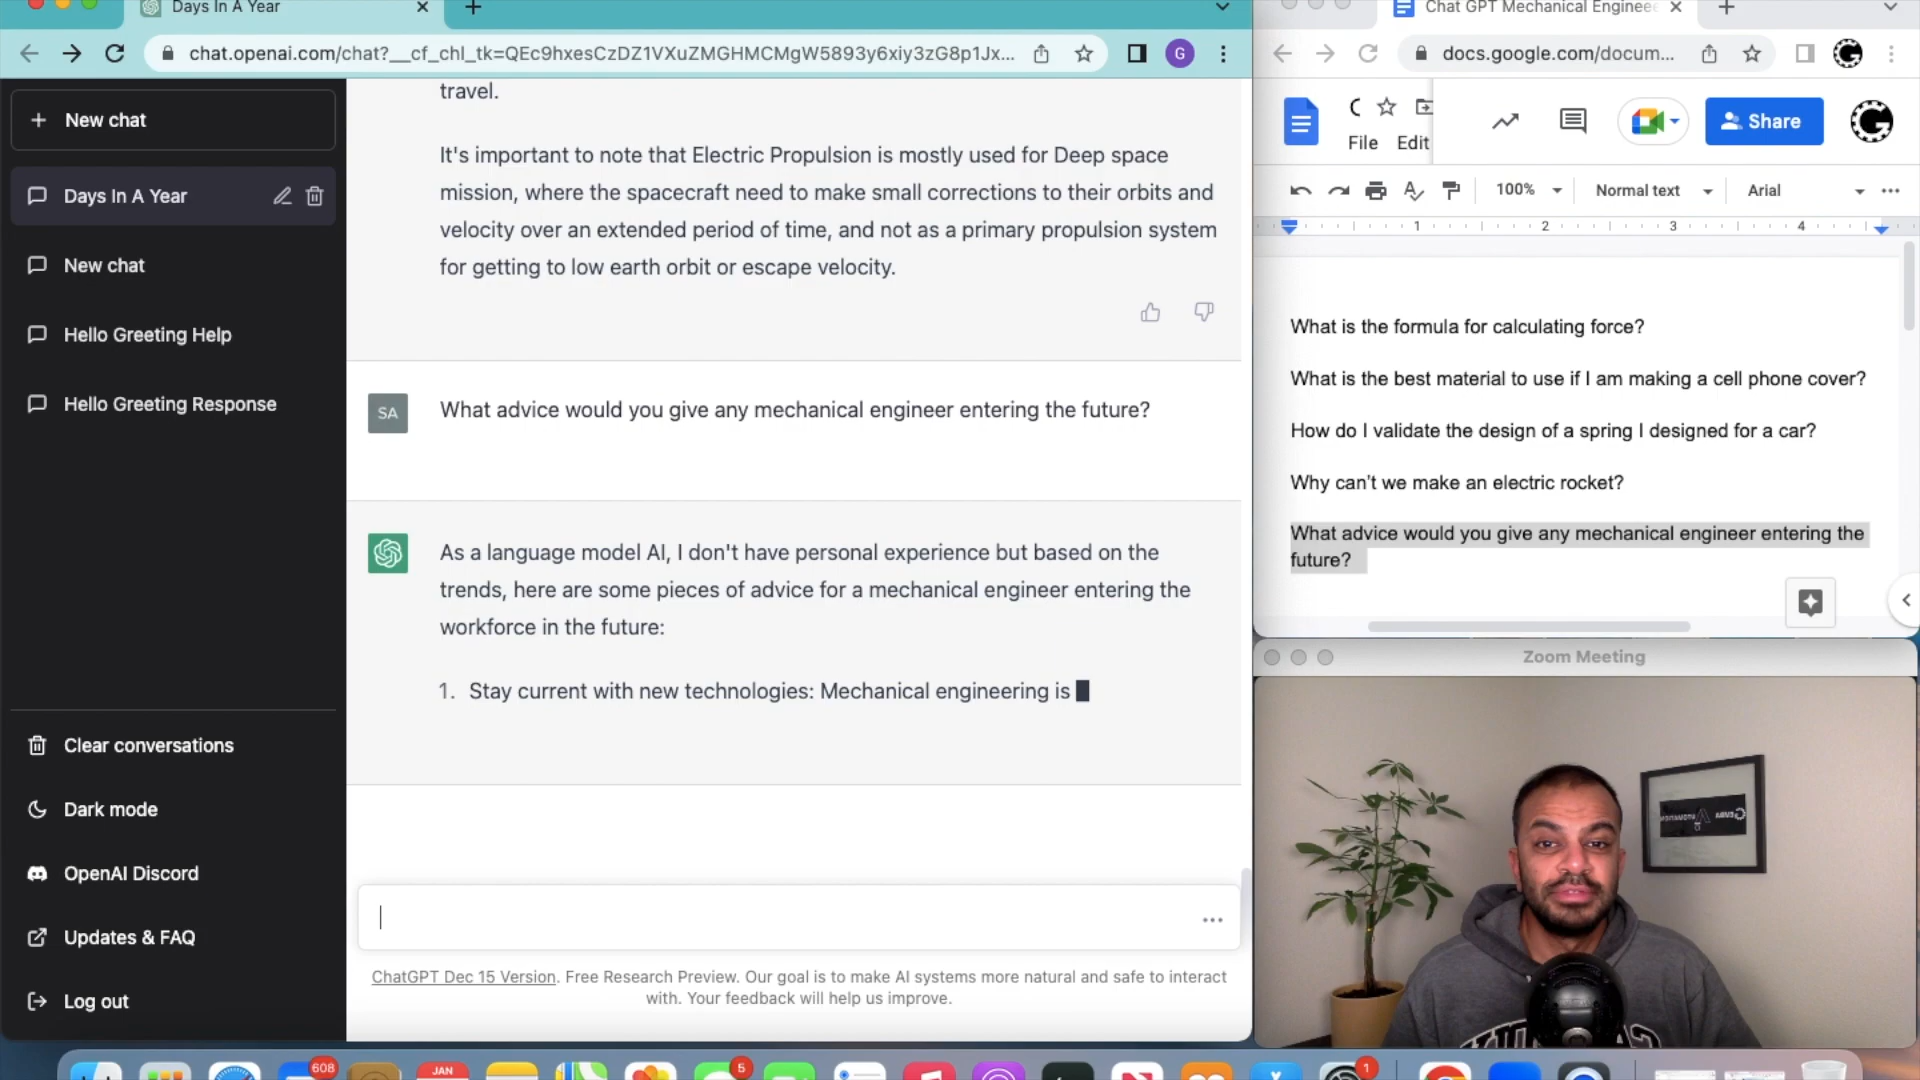 Days In A Year
chat.openai.com/chat?__cf_chl_tk=QEc9hxesCzDZ1VXuZMGHMCMgW5893y6xiy3zG8p1Jx...
G
New chat
Days In A Year
New chat
Hello Greeting Help
Hello Greeting Response
Clear conversations
Dark mode
OpenAI Discord
Updates & FAQ
Log out
travel.
It's important to note that Electric Propulsion is mostly used for Deep space
mission, where the spacecraft need to make small corrections to their orbits and
velocity over an extended period of time, and not as a primary propulsion system
for getting to low earth orbit or escape velocity.
SA
What advice would you give any mechanical engineer entering the future?
As a language model AI, I don't have personal experience but based on the
trends, here are some pieces of advice for a mechanical engineer entering the
workforce in the future:
1. Stay current with new technologies: Mechanical engineering is
ChatGPT Dec 15 Version. Free Research Preview. Our goal is to make AI systems more natural and safe to interact
with. Your feedback will help us improve.
Chat GPT Mechanical Enginee
docs.google.com/docum...
C
File Edit
Share
100% Normal text Arial
1 2 3 4
What is the formula for calculating force?
What is the best material to use if I am making a cell phone cover?
How do I validate the design of a spring I designed for a car?
Why can't we make an electric rocket?
What advice would you give any mechanical engineer entering the
future?
Zoom Meeting
608
JAN
5
1